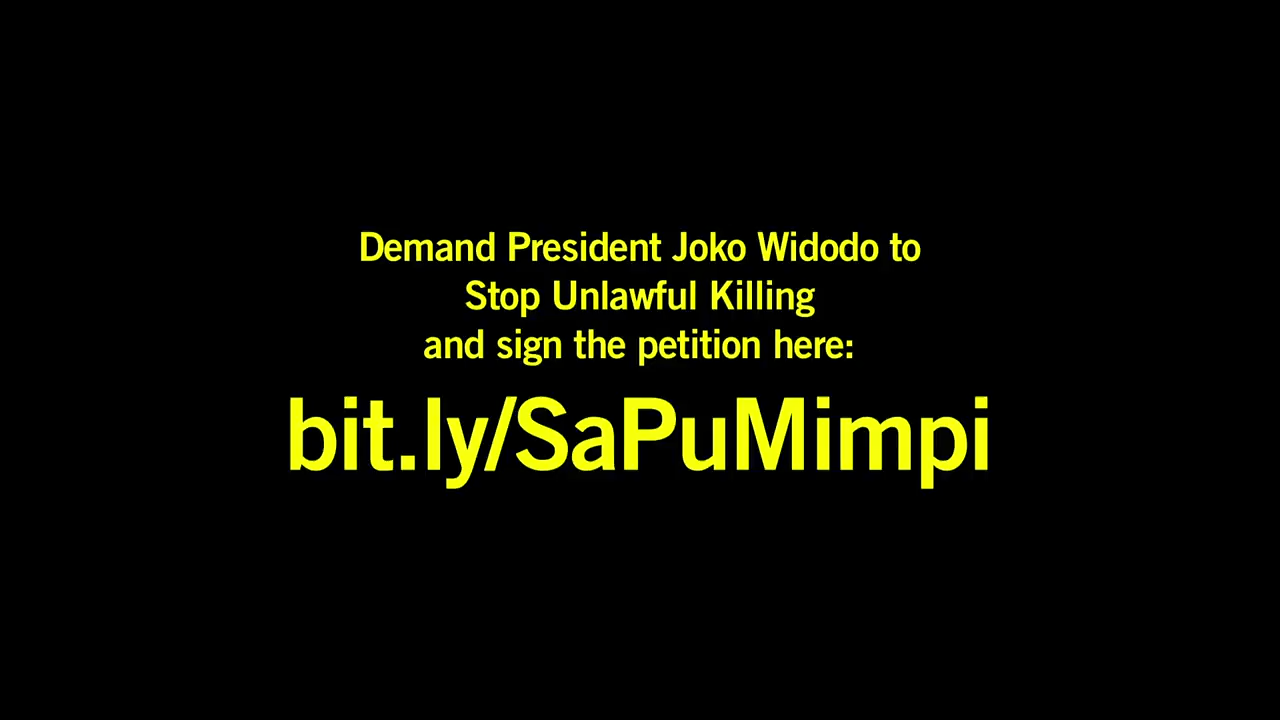 Demand President Joko Widodo to
Stop Unlawful Killing
and sign the petition here:
bit.ly/SaPuMimpi